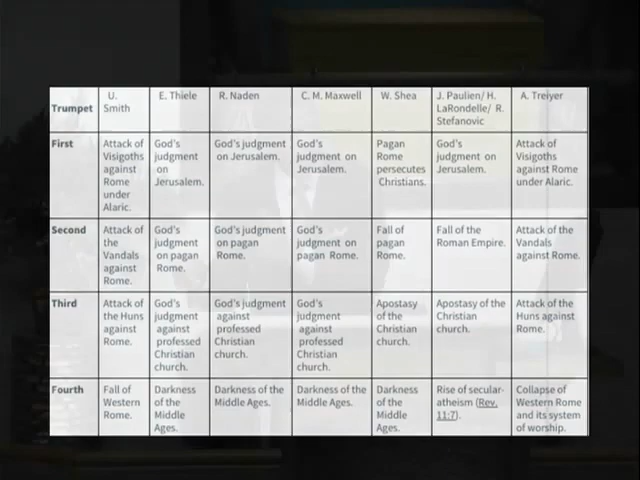 Trumpet
U. Smith
E. Thiele
R. Naden
C. M. Maxwell
W. Shea
J. Paulien/ H. LaRondelle/ R. Stefanovic
A. Treiyer
First
Attack of Visigoths against Rome under Alaric.
God's judgment on Jerusalem.
God's judgment on Jerusalem.
God's judgment on Jerusalem.
Pagan Rome persecutes Christians.
God's judgment on Jerusalem.
Attack of Visigoths against Rome under Alaric.
Second
Attack of the Vandals against Rome.
God's judgment on pagan Rome.
God's judgment on pagan Rome.
God's judgment on pagan Rome.
Fall of pagan Rome.
Fall of the Roman Empire.
Attack of the Vandals against Rome.
Third
Attack of the Huns against Rome.
God's judgment against professed Christian church.
God's judgment against professed Christian church.
God's judgment against professed Christian church.
Apostasy of the Christian church.
Apostasy of the Christian church.
Attack of the Huns against Rome.
Fourth
Fall of Western Rome.
Darkness of the Middle Ages.
Darkness of the Middle Ages.
Darkness of the Middle Ages.
Darkness of the Middle Ages.
Rise of secular-atheism (Rev. 11:7).
Collapse of Western Rome and its system of worship.